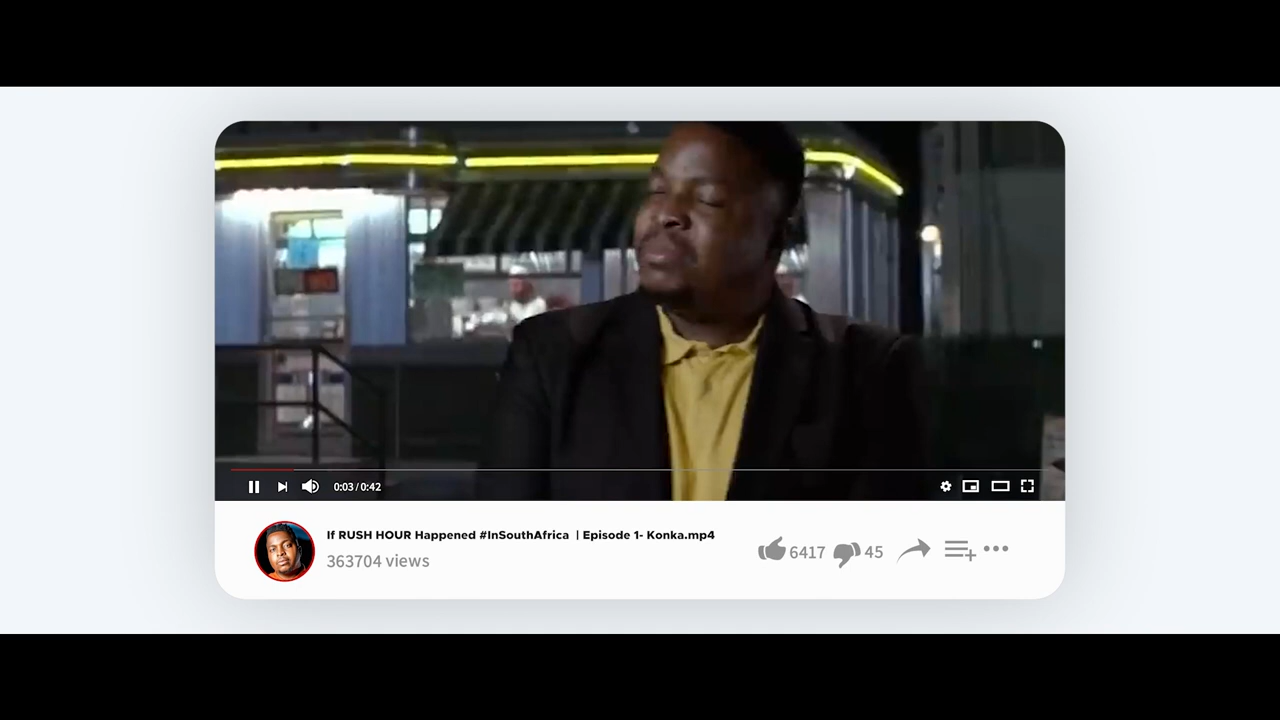 0:03 / 0:42
If RUSH HOUR Happened #InSouthAfrica | Episode 1- Konka.mp4
363704 views
6417
45